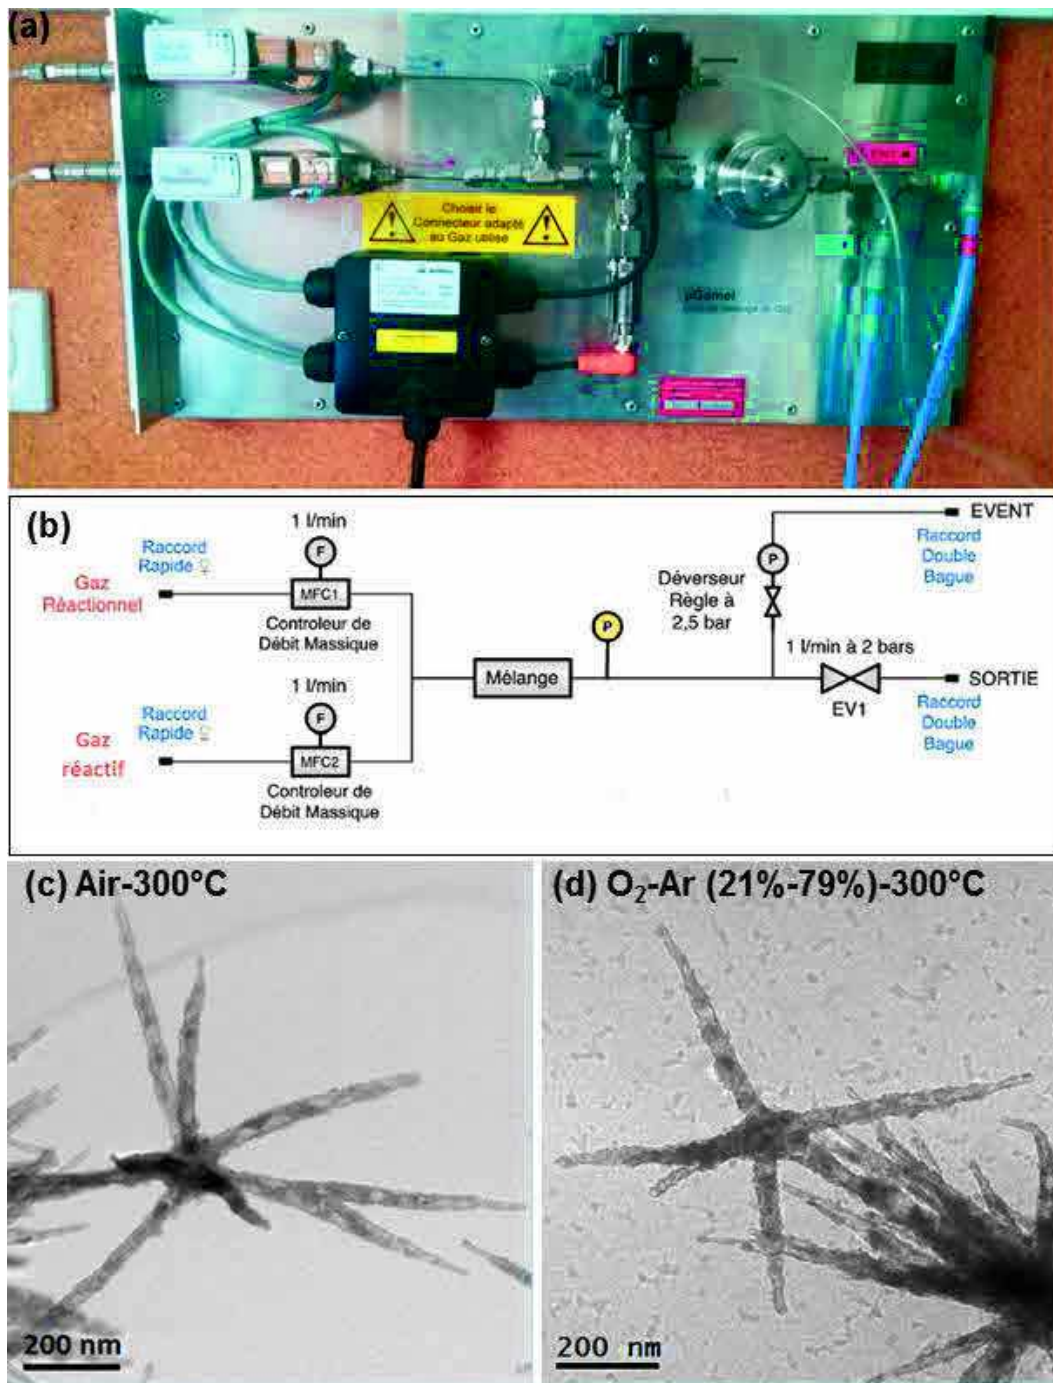 (a)
Choisir le
Connecteur adapté
au Gaz utilisé
µGamel
(b)
1 l/min
Raccord
Rapide ♀
F
Gaz
Réactionnel
MFC1
Controleur de
Débit Massique
1 l/min
Raccord
Rapide ♀
F
Gaz
réactif
MFC2
Controleur de
Débit Massique
Mélange
P
Déverseur
Règle à
2,5 bar
P
EVENT
Raccord
Double
Bague
1 l/min à 2 bars
EV1
SORTIE
Raccord
Double
Bague
(c) Air-300°C
200 nm
(d) O₂-Ar (21%-79%)-300°C
200 nm